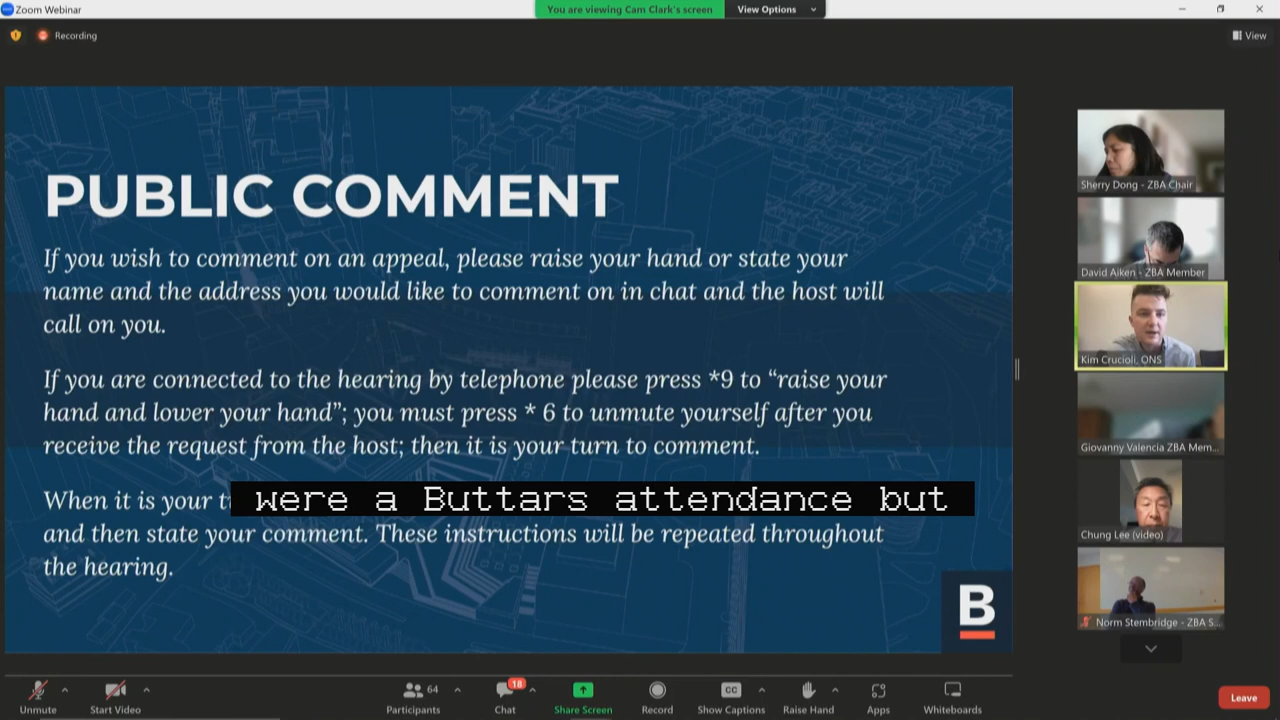 Zoom Webinar
You are viewing Cam Clark's screen
View Options
Recording
View
PUBLIC COMMENT
If you wish to comment on an appeal, please raise your hand or state your
name and the address you would like to comment on in chat and the host will
call on you.
If you are connected to the hearing by telephone please press *9 to “raise your
hand and lower your hand”; you must press * 6 to unmute yourself after you
receive the request from the host; then it is your turn to comment.
When it is your
were a Buttars attendance but
and then state your comment. These instructions will be repeated throughout
the hearing.
B
Sherry Dong - ZBA Chair
David Aiken - ZBA Member
Kim Crucioli, ONS
Giovanny Valencia ZBA Mem...
Chung Lee (video)
Norm Stembridge - ZBA S...
Unmute
Start Video
64
Participants
18
Chat
Share Screen
Record
CC
Show Captions
Raise Hand
Apps
Whiteboards
Leave